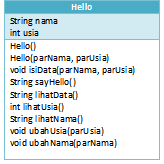 Hello
String nama
int usia
Hello()
Hello(parNama, parUsia)
void isiData(parNama, parUsia)
String sayHello()
String lihatData()
int lihatUsia()
String lihatNama()
void ubahUsia(parUsia)
void ubahNama(parNama)